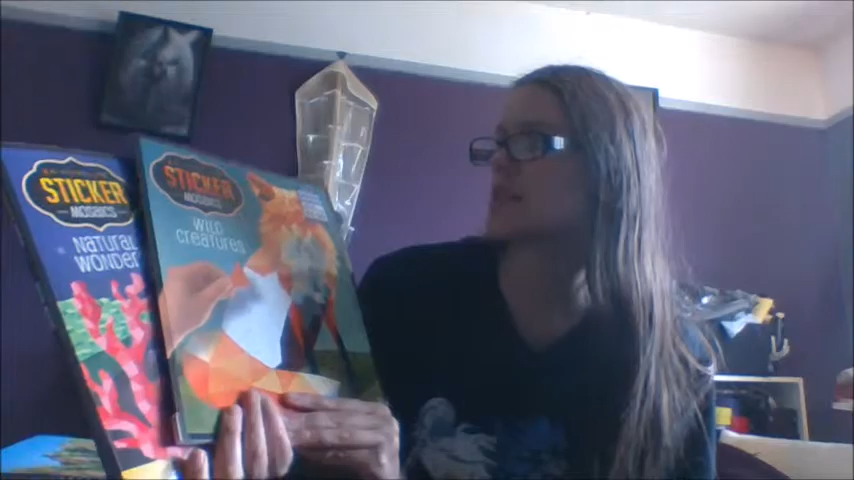 STICKER
MOSAICS
NATURAL
WONDER
STICKER
MOSAICS
WILD
CREATURES